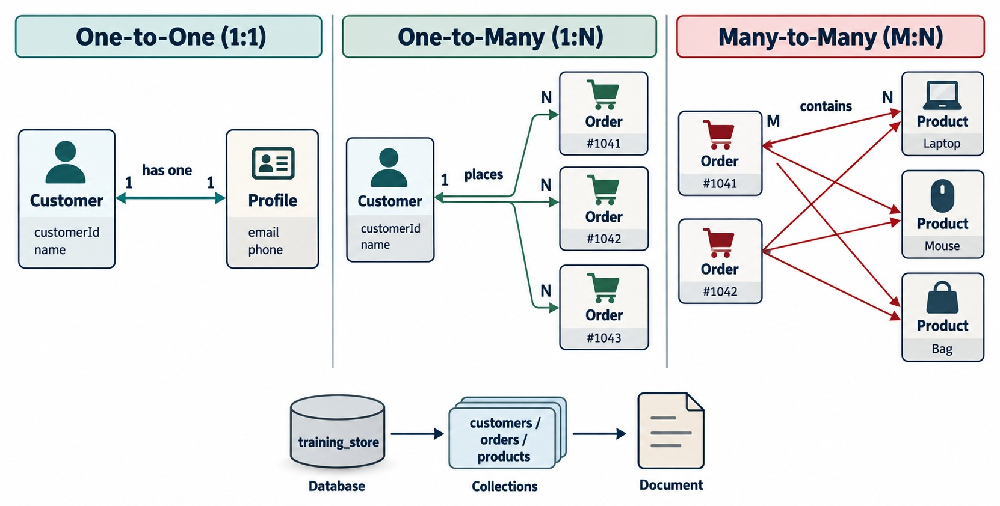 One-to-One (1:1)
has one
1
1
Customer
customerId
name
Profile
email
phone
One-to-Many (1:N)
Customer
customerId
name
1
places
N
Order
#1041
N
Order
#1042
N
Order
#1043
Many-to-Many (M:N)
Order
#1041
M
contains
N
Order
#1042
Product
Laptop
Product
Mouse
Product
Bag
training_store
Database
customers /
orders /
products
Collections
Document